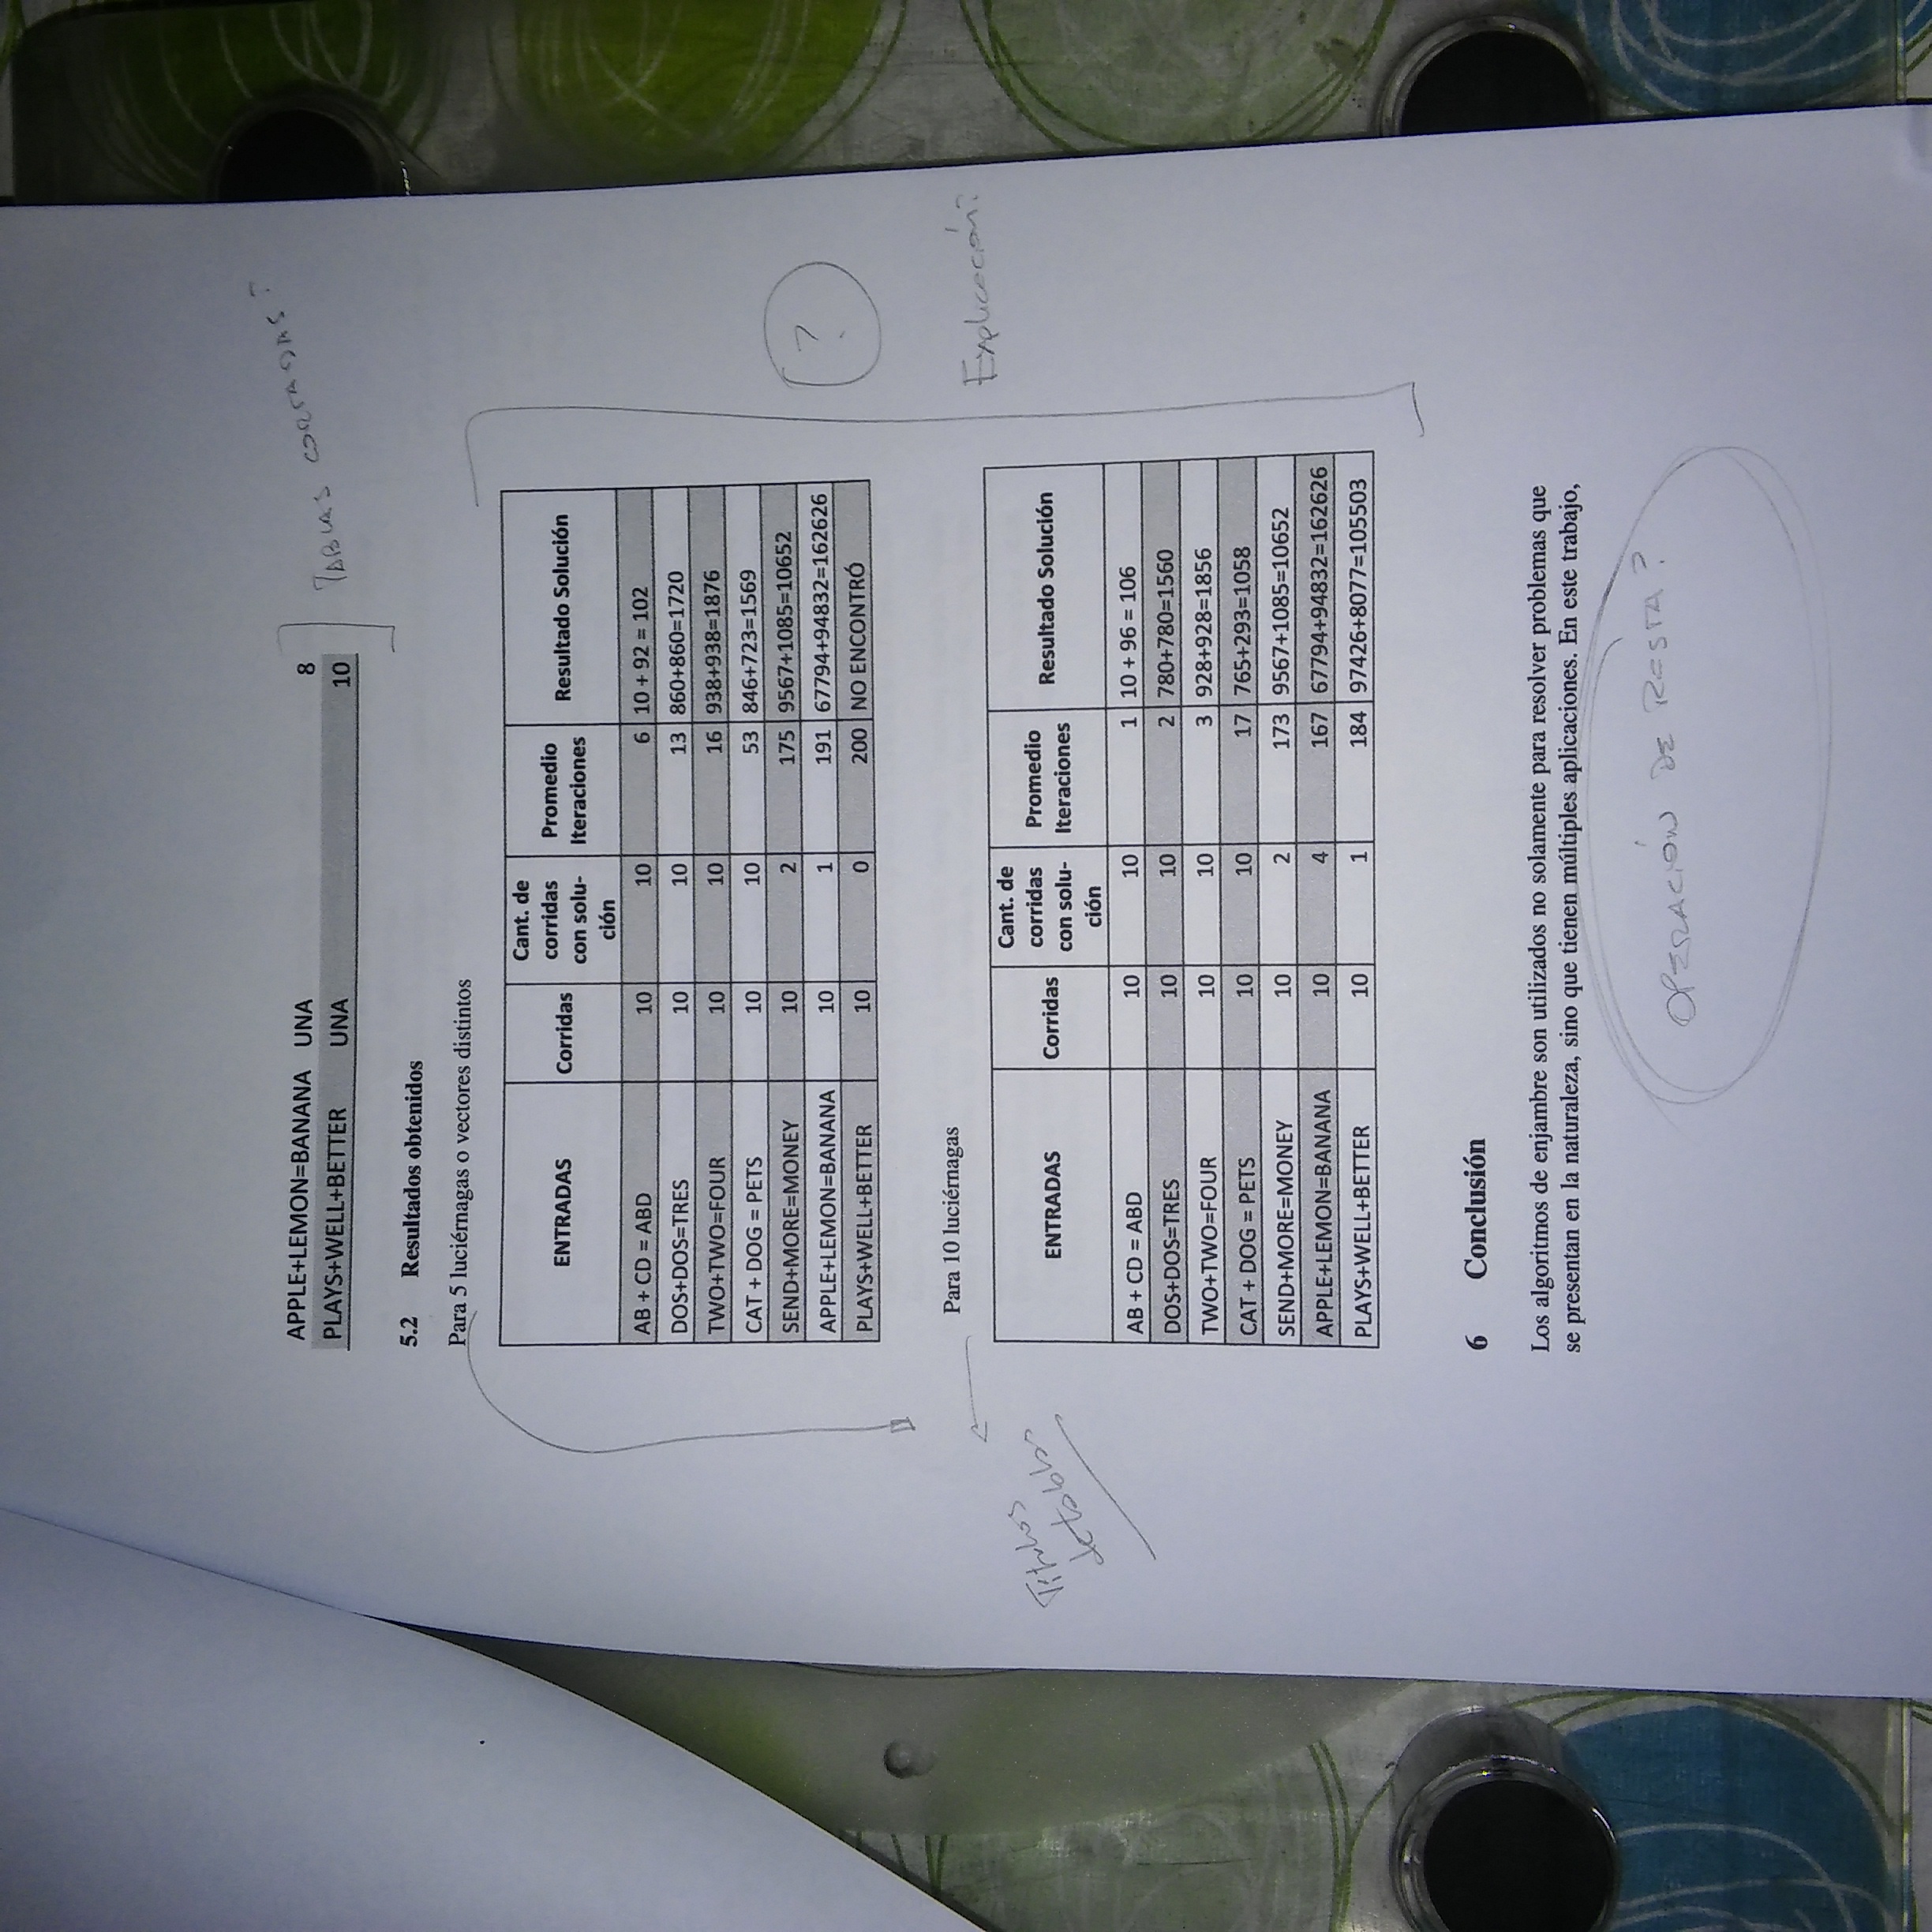 APPLE+LEMON=BANANA UNA 8
PLAYS+WELL+BETTER UNA 10
TABLAS CORTADAS?
5.2 Resultados obtenidos
Para 5 luciérnagas o vectores distintos
ENTRADAS Corridas Cant. de corridas con solu-ción Promedio Iteraciones Resultado Solución
AB + CD = ABD 10 10 6 10 + 92 = 102
DOS+DOS=TRES 10 10 13 860+860=1720
TWO+TWO=FOUR 10 10 16 938+938=1876
CAT + DOG = PETS 10 10 53 846+723=1569
SEND+MORE=MONEY 10 2 175 9567+1085=10652
APPLE+LEMON=BANANA 10 1 191 67794+94832=162626
PLAYS+WELL+BETTER 10 0 200 NO ENCONTRÓ
?
Explicación?
Para 10 luciérnagas
Títulos
de tablas
ENTRADAS Corridas Cant. de corridas con solu-ción Promedio Iteraciones Resultado Solución
AB + CD = ABD 10 10 1 10 + 96 = 106
DOS+DOS=TRES 10 10 2 780+780=1560
TWO+TWO=FOUR 10 10 3 928+928=1856
CAT + DOG = PETS 10 10 17 765+293=1058
SEND+MORE=MONEY 10 2 173 9567+1085=10652
APPLE+LEMON=BANANA 10 4 167 67794+94832=162626
PLAYS+WELL+BETTER 10 1 184 97426+8077=105503
6 Conclusión
Los algoritmos de enjambre son utilizados no solamente para resolver problemas que
se presentan en la naturaleza, sino que tienen múltiples aplicaciones. En este trabajo,
OPERACIÓN DE RESTA?